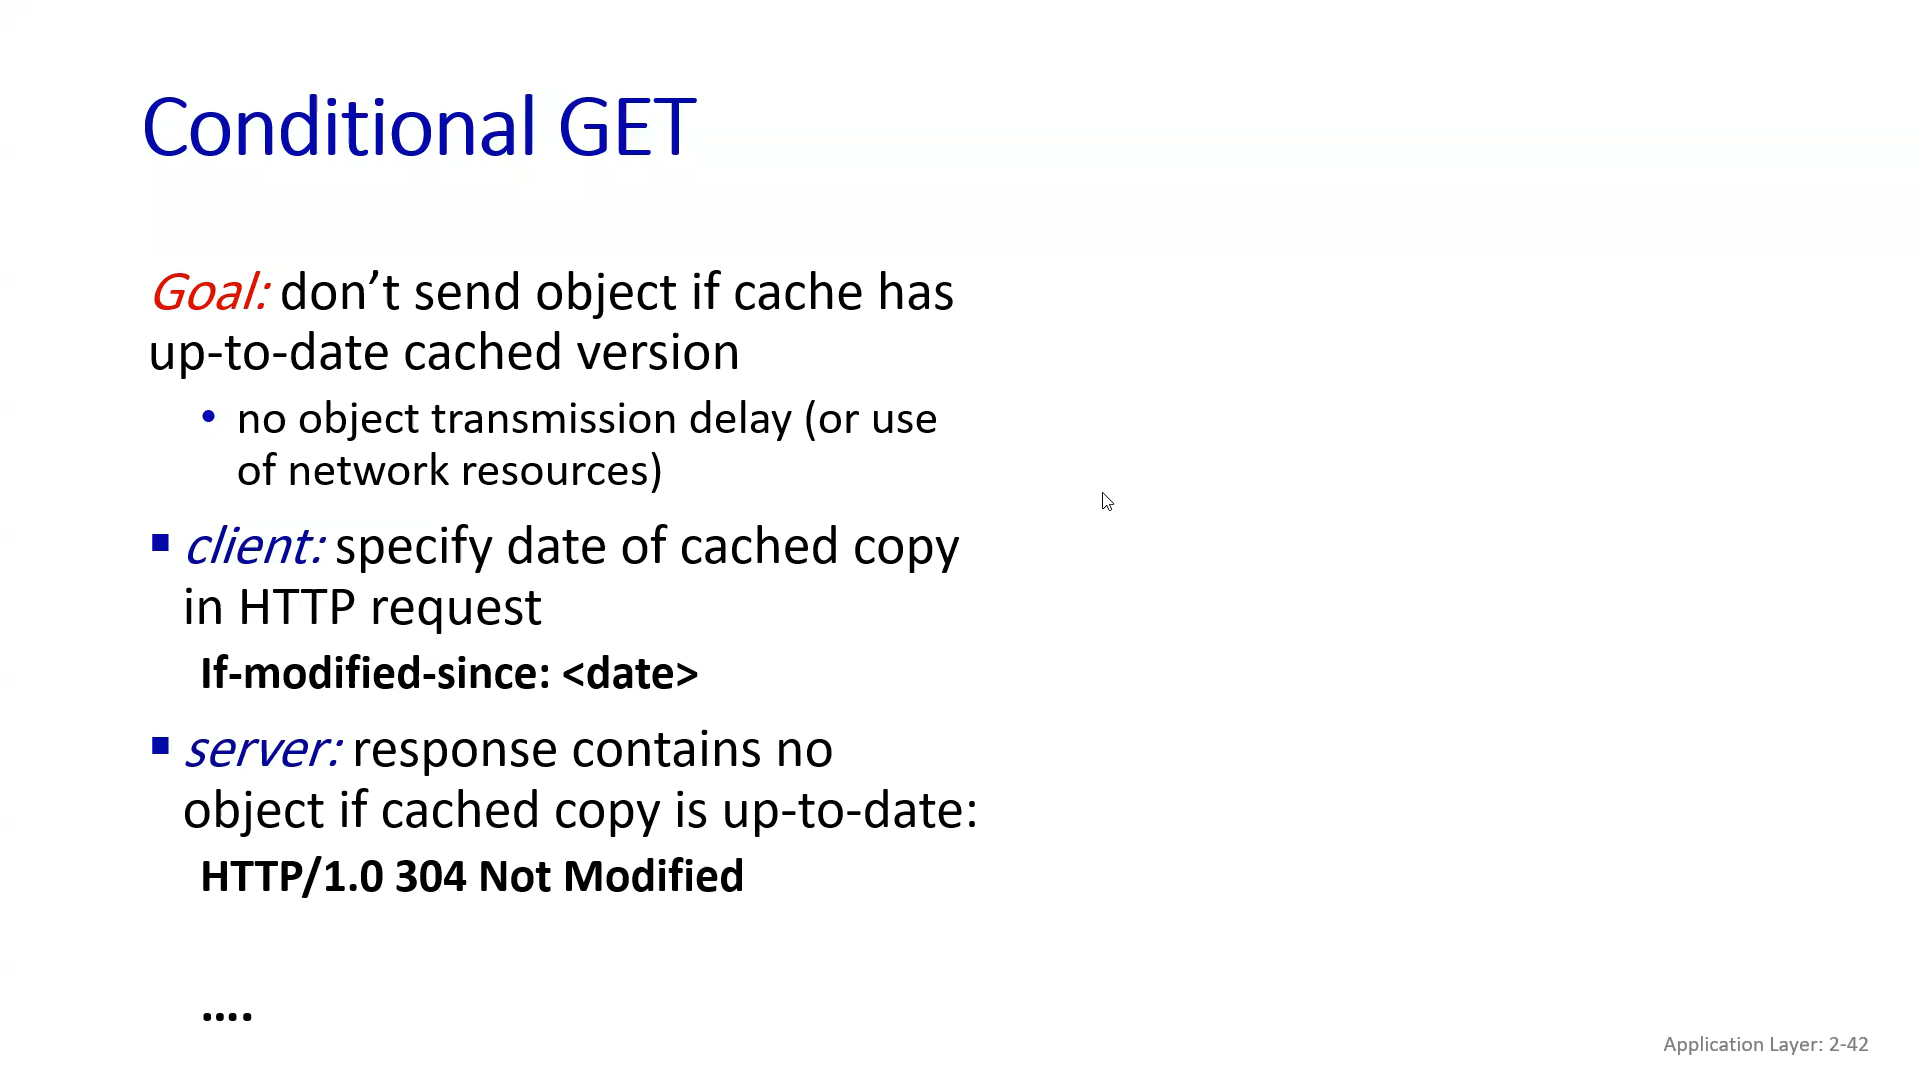 Conditional GET
Goal: don’t send object if cache has
up-to-date cached version
• no object transmission delay (or use
of network resources)
▪ client: specify date of cached copy
in HTTP request
If-modified-since: <date>
▪ server: response contains no
object if cached copy is up-to-date:
HTTP/1.0 304 Not Modified
....
Application Layer: 2-42